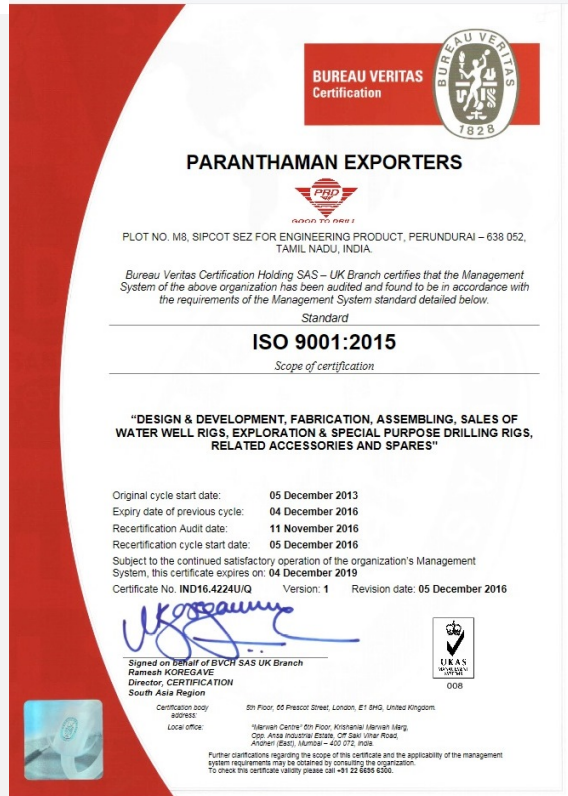 BUREAU VERITAS
Certification
BUREAU VERITAS
1828
PARANTHAMAN EXPORTERS
PRD
GOOD TO DRILL
PLOT NO. M8, SIPCOT SEZ FOR ENGINEERING PRODUCT, PERUNDURAI – 638 052,
TAMIL NADU, INDIA.
Bureau Veritas Certification Holding SAS – UK Branch certifies that the Management
System of the above organization has been audited and found to be in accordance with
the requirements of the Management System standard detailed below.
Standard
ISO 9001:2015
Scope of certification
“DESIGN & DEVELOPMENT, FABRICATION, ASSEMBLING, SALES OF
WATER WELL RIGS, EXPLORATION & SPECIAL PURPOSE DRILLING RIGS,
RELATED ACCESSORIES AND SPARES”
Original cycle start date: 05 December 2013
Expiry date of previous cycle: 04 December 2016
Recertification Audit date: 11 November 2016
Recertification cycle start date: 05 December 2016
Subject to the continued satisfactory operation of the organization's Management
System, this certificate expires on: 04 December 2019
Certificate No. IND16.4224U/Q Version: 1 Revision date: 05 December 2016
Signed on behalf of BVCH SAS UK Branch
Ramesh KOREGAVE
Director, CERTIFICATION
South Asia Region
UKAS
MANAGEMENT
SYSTEMS
008
Certification body
address:
5th Floor, 66 Prescot Street, London, E1 8HG, United Kingdom.
Local office:
"Marwah Centre" 6th Floor, Krishanlal Marwah Marg,
Opp. Ansa Industrial Estate, Off Saki Vihar Road,
Andheri (East), Mumbai – 400 072, India.
Further clarifications regarding the scope of this certificate and the applicability of the management
system requirements may be obtained by consulting the organization.
To check this certificate validity please call +91 22 6695 6300.